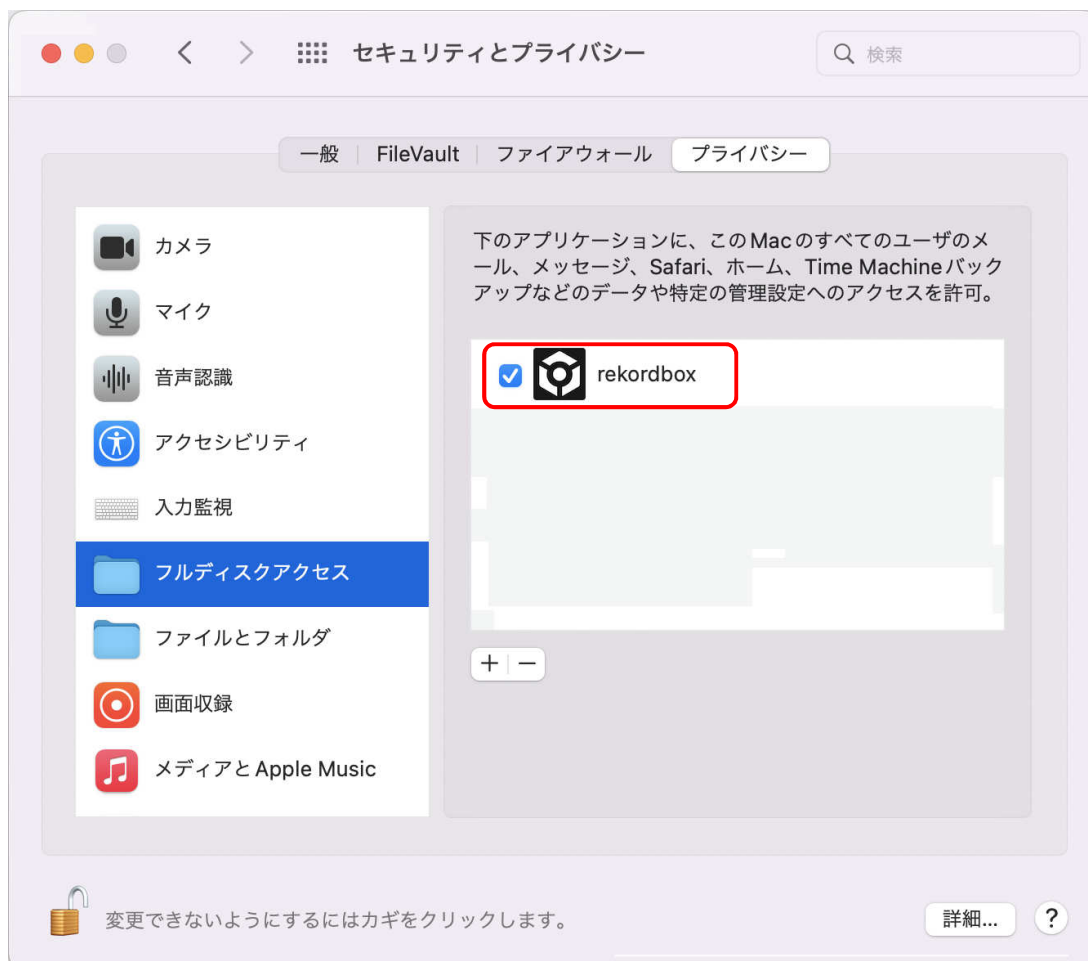 セキュリティとプライバシー
検索
一般
FileVault
ファイアウォール
プライバシー
カメラ
マイク
音声認識
アクセシビリティ
入力監視
フルディスクアクセス
ファイルとフォルダ
画面収録
メディアとApple Music
下のアプリケーションに、このMacのすべてのユーザのメ
ール、メッセージ、Safari、ホーム、Time Machineバック
アップなどのデータや特定の管理設定へのアクセスを許可。
rekordbox
変更できないようにするにはカギをクリックします。
詳細...
?